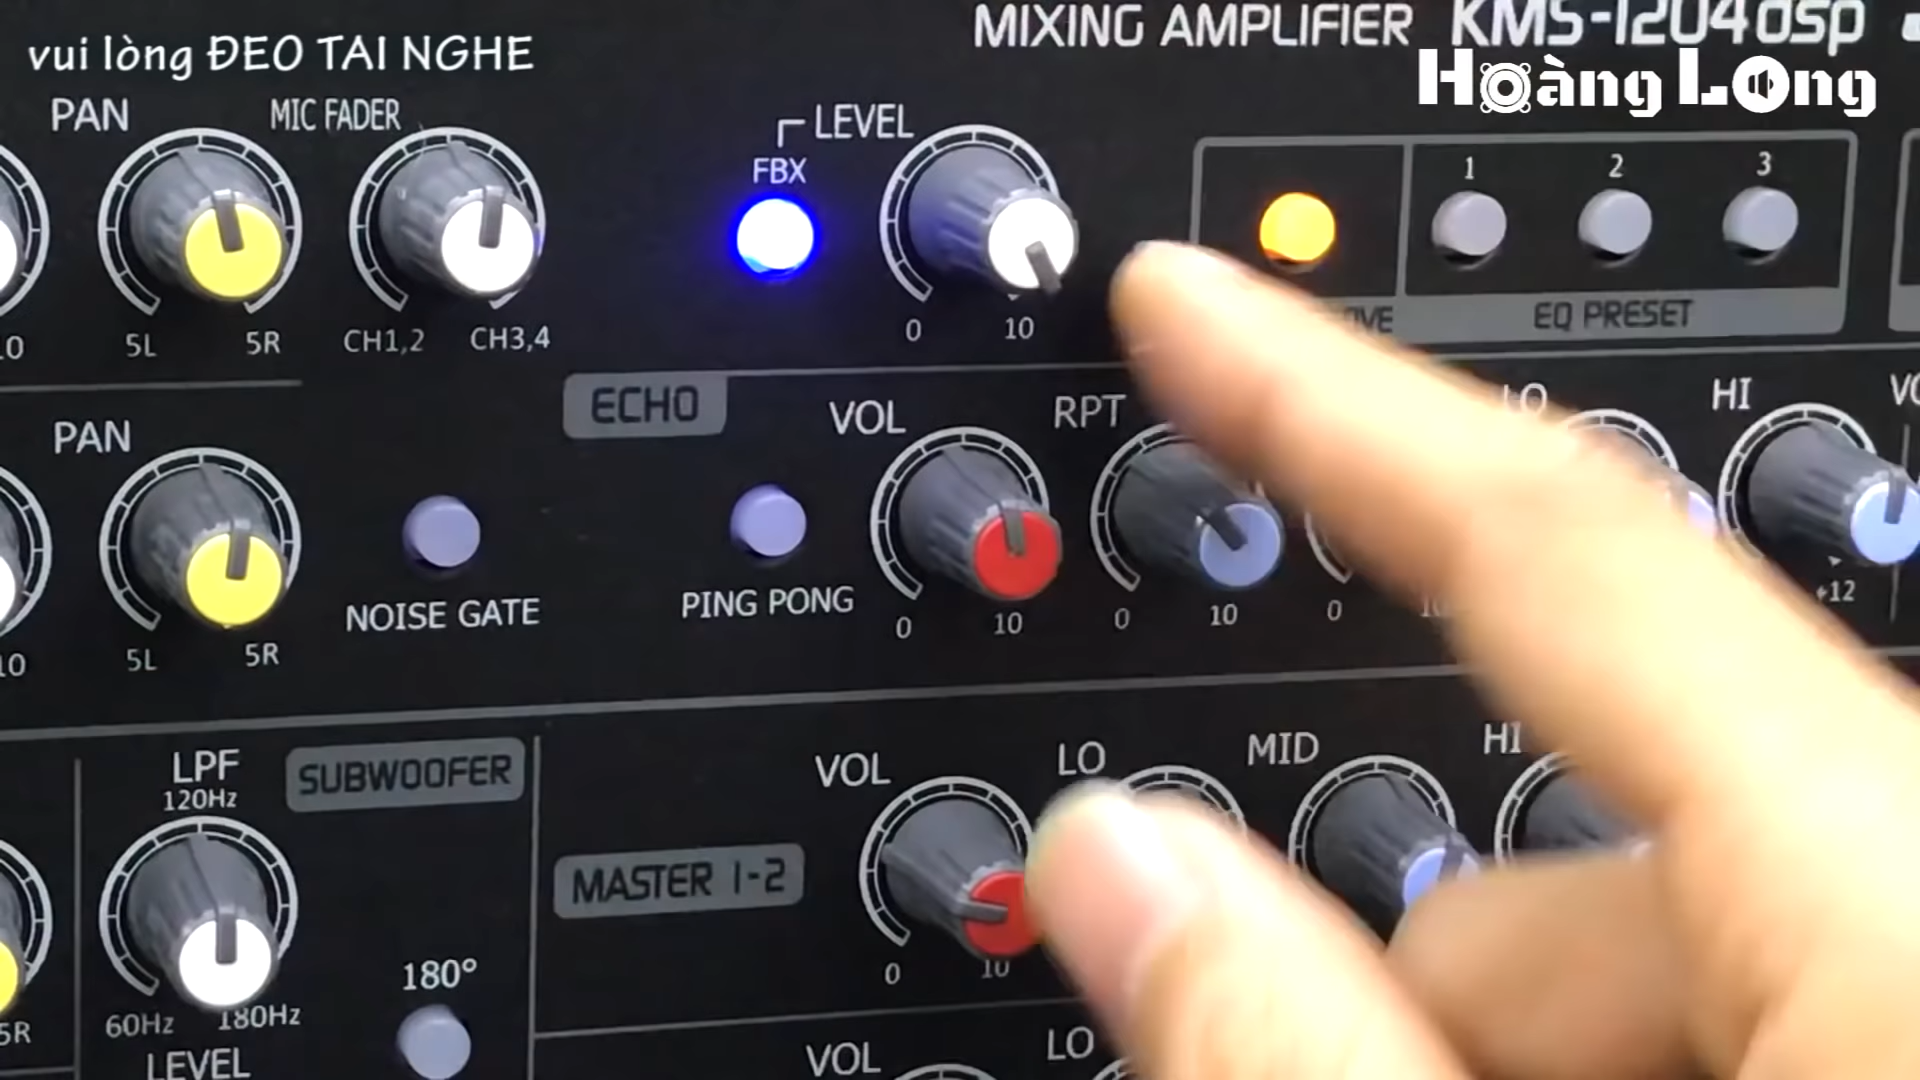 MIXING AMPLIFIER KMS-1204dsp
vui lòng ĐEO TAI NGHE
Hoàng Long
PAN
MIC FADER
LEVEL
FBX
1 2 3
5L 5R
CH1,2 CH3,4
0 10
EQ PRESET
ECHO
VOL
RPT
LO
HI
PAN
NOISE GATE
PING PONG
0 10
0 10
0
+12
5L 5R
LPF
120Hz
SUBWOOFER
VOL
LO
MID
HI
MASTER 1-2
0 10
180°
60Hz 180Hz
5R
LEVEL
VOL
LO